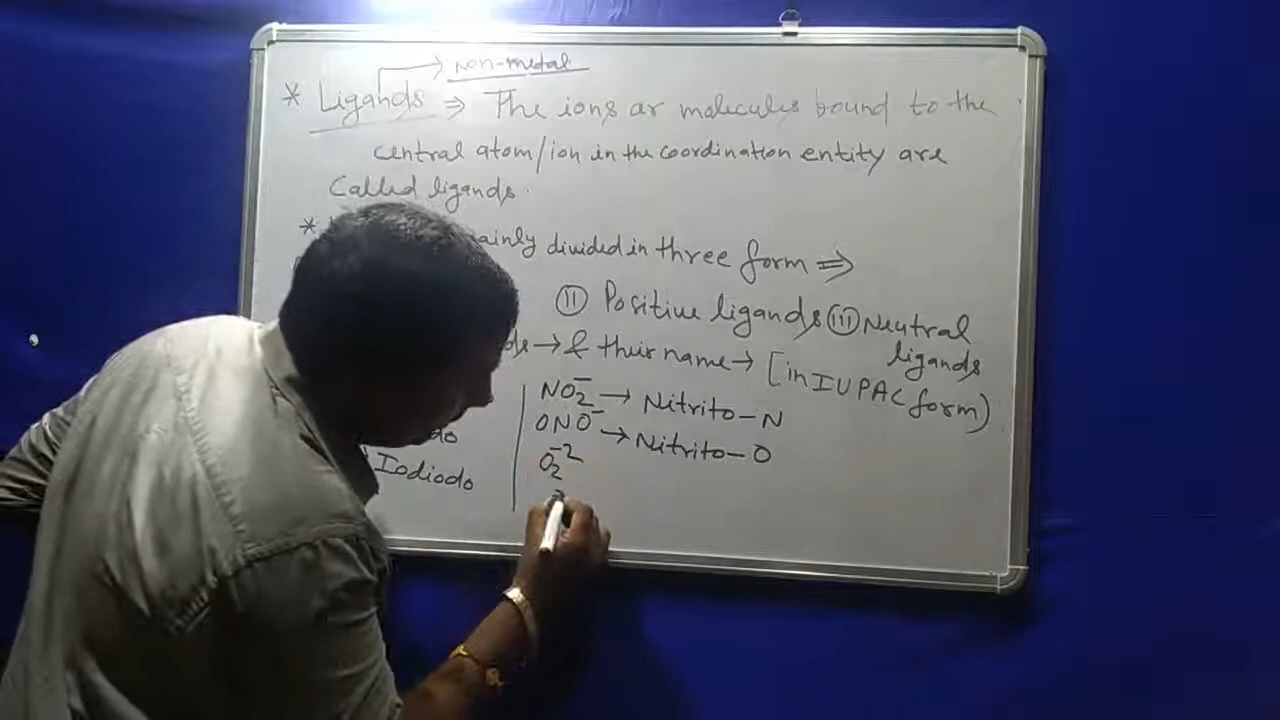 Non-metal
* Ligands ⇒ The ions ar molecules bound to the
central atom/ion in the coordination entity are
Called ligands.
* mainly divided in three form ⇒
(II) Positive ligands (III) Neutral
ligands
→ & their name → [in IUPAC form)
NO₂⁻ → Nitrito-N
ONO⁻ → Nitrito-O
O₂⁻²
Iodiodo